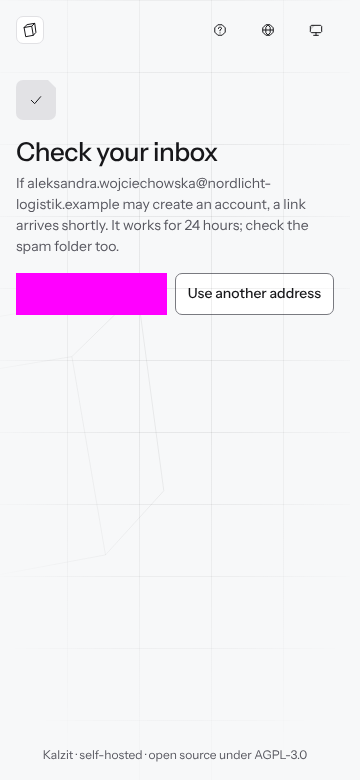 Check your inbox
If aleksandra.wojciechowska@nordlicht-
logistik.example may create an account, a link
arrives shortly. It works for 24 hours; check the
spam folder too.
Use another address
Kalzit · self-hosted · open source under AGPL-3.0